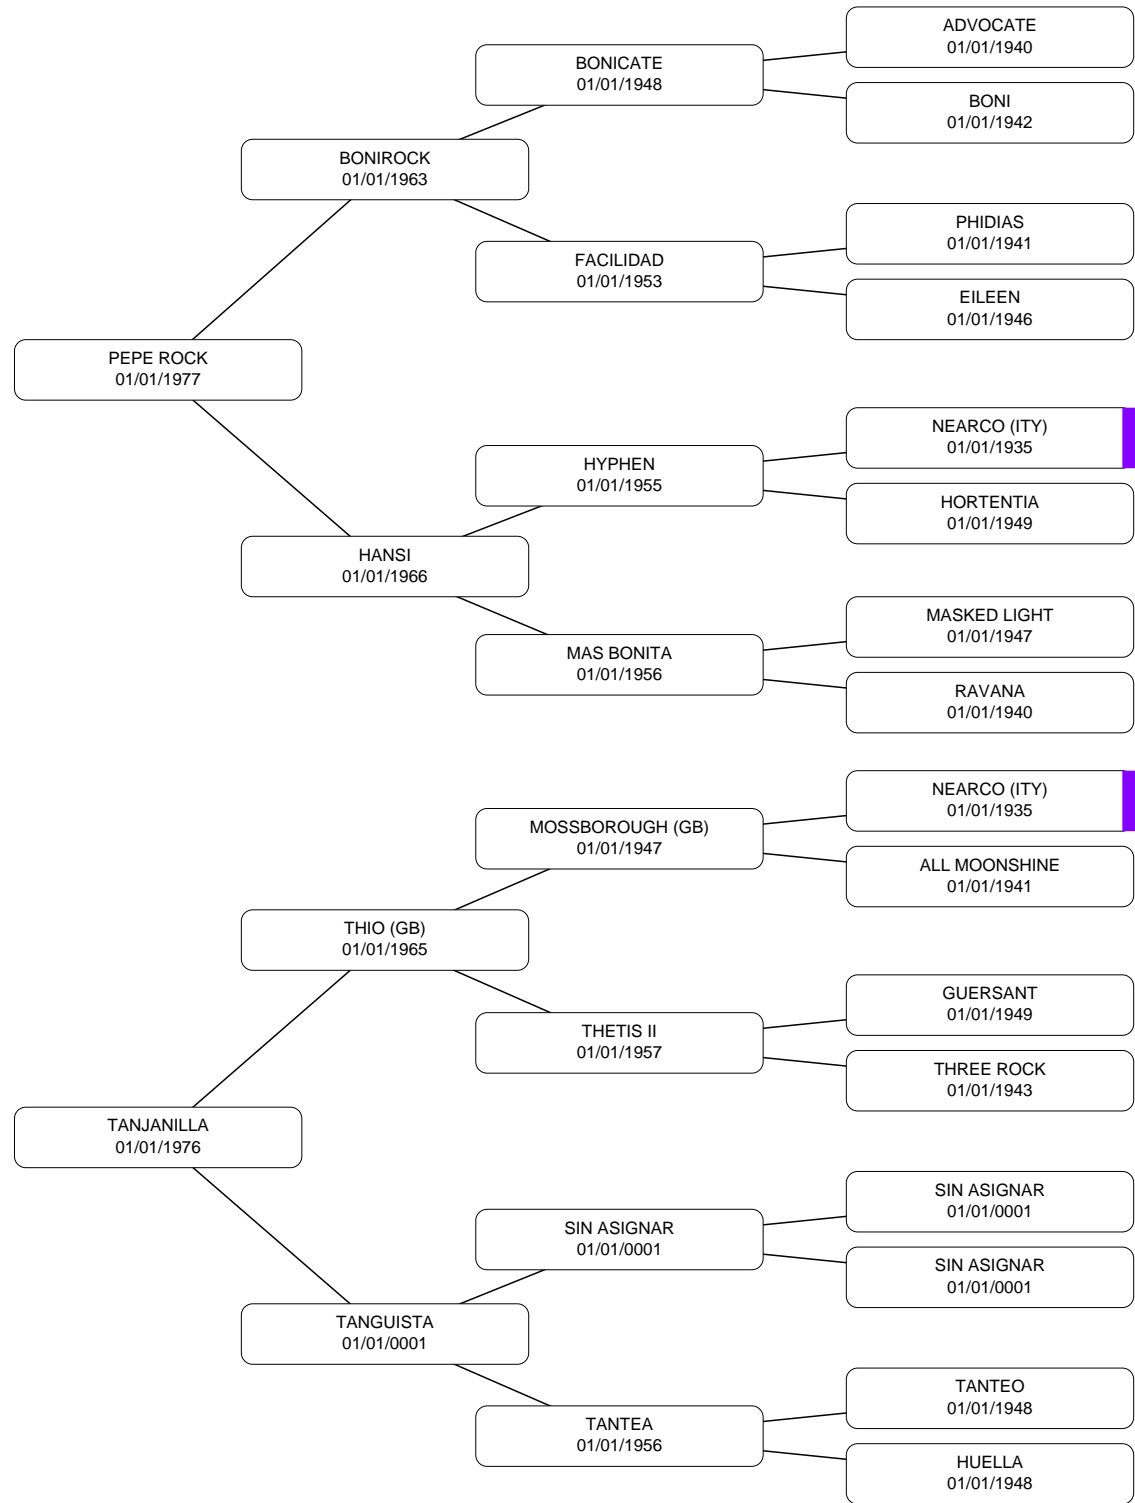 ADVOCATE
01/01/1940
BONICATE
01/01/1948
BONI
01/01/1942
BONIROCK
01/01/1963
PHIDIAS
01/01/1941
FACILIDAD
01/01/1953
EILEEN
01/01/1946
PEPE ROCK
01/01/1977
NEARCO (ITY)
01/01/1935
HYPHEN
01/01/1955
HORTENTIA
01/01/1949
HANSI
01/01/1966
MASKED LIGHT
01/01/1947
MAS BONITA
01/01/1956
RAVANA
01/01/1940
NEARCO (ITY)
01/01/1935
MOSSBOROUGH (GB)
01/01/1947
ALL MOONSHINE
01/01/1941
THIO (GB)
01/01/1965
GUERSANT
01/01/1949
THETIS II
01/01/1957
THREE ROCK
01/01/1943
TANJANILLA
01/01/1976
SIN ASIGNAR
01/01/0001
SIN ASIGNAR
01/01/0001
SIN ASIGNAR
01/01/0001
TANGUISTA
01/01/0001
TANTEO
01/01/1948
TANTEA
01/01/1956
HUELLA
01/01/1948